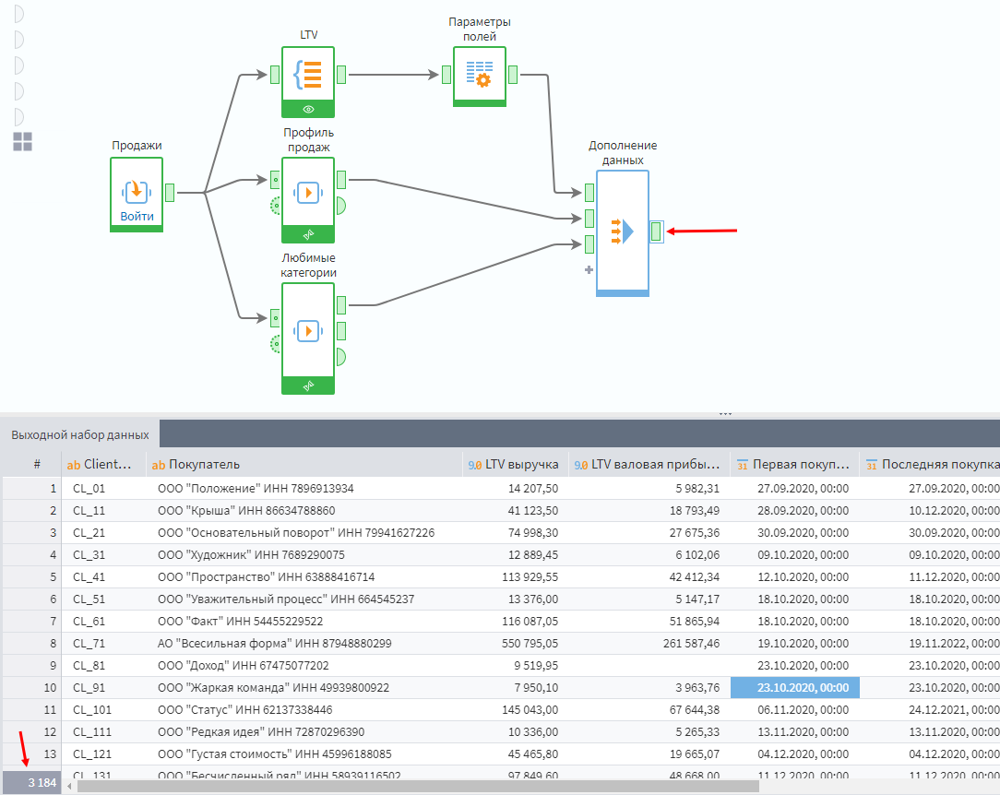 LTV
Параметры
полей
Профиль
продаж
Продажи
Войти
Дополнение
данных
Любимые
категории
Выходной набор данных
# ab Client... ab Покупатель 9.0 LTV выручка 9.0 LTV валовая прибы... 31 Первая покуп... 31 Последняя покупка
1 CL_01 ООО "Положение" ИНН 7896913934 14 207,50 5 982,31 27.09.2020, 00:00 27.09.2020, 00:00
2 CL_11 ООО "Крыша" ИНН 86634788860 41 123,50 18 793,49 28.09.2020, 00:00 10.12.2020, 00:00
3 CL_21 ООО "Основательный поворот" ИНН 79941627226 74 998,30 27 675,36 30.09.2020, 00:00 30.09.2020, 00:00
4 CL_31 ООО "Художник" ИНН 7689290075 12 889,45 6 102,06 09.10.2020, 00:00 09.10.2020, 00:00
5 CL_41 ООО "Пространство" ИНН 63888416714 113 929,55 42 412,34 12.10.2020, 00:00 11.12.2020, 00:00
6 CL_51 ООО "Уважительный процесс" ИНН 664545237 13 376,00 5 147,17 18.10.2020, 00:00 18.10.2020, 00:00
7 CL_61 ООО "Факт" ИНН 54455229522 116 087,05 51 865,94 18.10.2020, 00:00 18.10.2020, 00:00
8 CL_71 АО "Всесильная форма" ИНН 87948880299 550 795,05 261 587,46 19.10.2020, 00:00 19.11.2022, 00:00
9 CL_81 ООО "Доход" ИНН 67475077202 9 519,95 23.10.2020, 00:00 23.10.2020, 00:00
10 CL_91 ООО "Жаркая команда" ИНН 49939800922 7 950,10 3 963,76 23.10.2020, 00:00 23.10.2020, 00:00
11 CL_101 ООО "Статус" ИНН 62137338446 145 043,00 67 644,38 06.11.2020, 00:00 24.12.2021, 00:00
12 CL_111 ООО "Редкая идея" ИНН 72870296390 10 336,00 5 265,33 13.11.2020, 00:00 13.11.2020, 00:00
13 CL_121 ООО "Густая стоимость" ИНН 45996188085 45 465,80 19 665,07 04.12.2020, 00:00 04.12.2020, 00:00
CL_131 ООО "Бесчисленный ряд" ИНН 58939116502 97 849,60 48 668,00 11.12.2020, 00:00 11.12.2020, 00:00
3 184